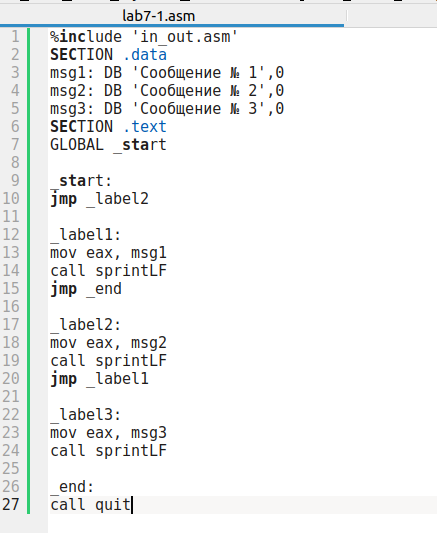 lab7-1.asm
1 %include 'in_out.asm'
2 SECTION .data
3 msg1: DB 'Сообщение № 1',0
4 msg2: DB 'Сообщение № 2',0
5 msg3: DB 'Сообщение № 3',0
6 SECTION .text
7 GLOBAL _start
8
9 _start:
10 jmp _label2
11
12 _label1:
13 mov eax, msg1
14 call sprintLF
15 jmp _end
16
17 _label2:
18 mov eax, msg2
19 call sprintLF
20 jmp _label1
21
22 _label3:
23 mov eax, msg3
24 call sprintLF
25
26 _end:
27 call quit